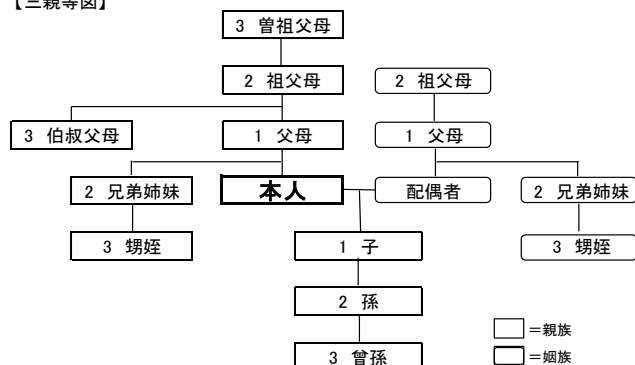 【三親等図】
3 曽祖父母
2 祖父母
2 祖父母
3 伯叔父母
1 父母
1 父母
2 兄弟姉妹
本人
配偶者
2 兄弟姉妹
3 甥姪
1 子
3 甥姪
2 孫
＝親族
3 曾孫
＝姻族